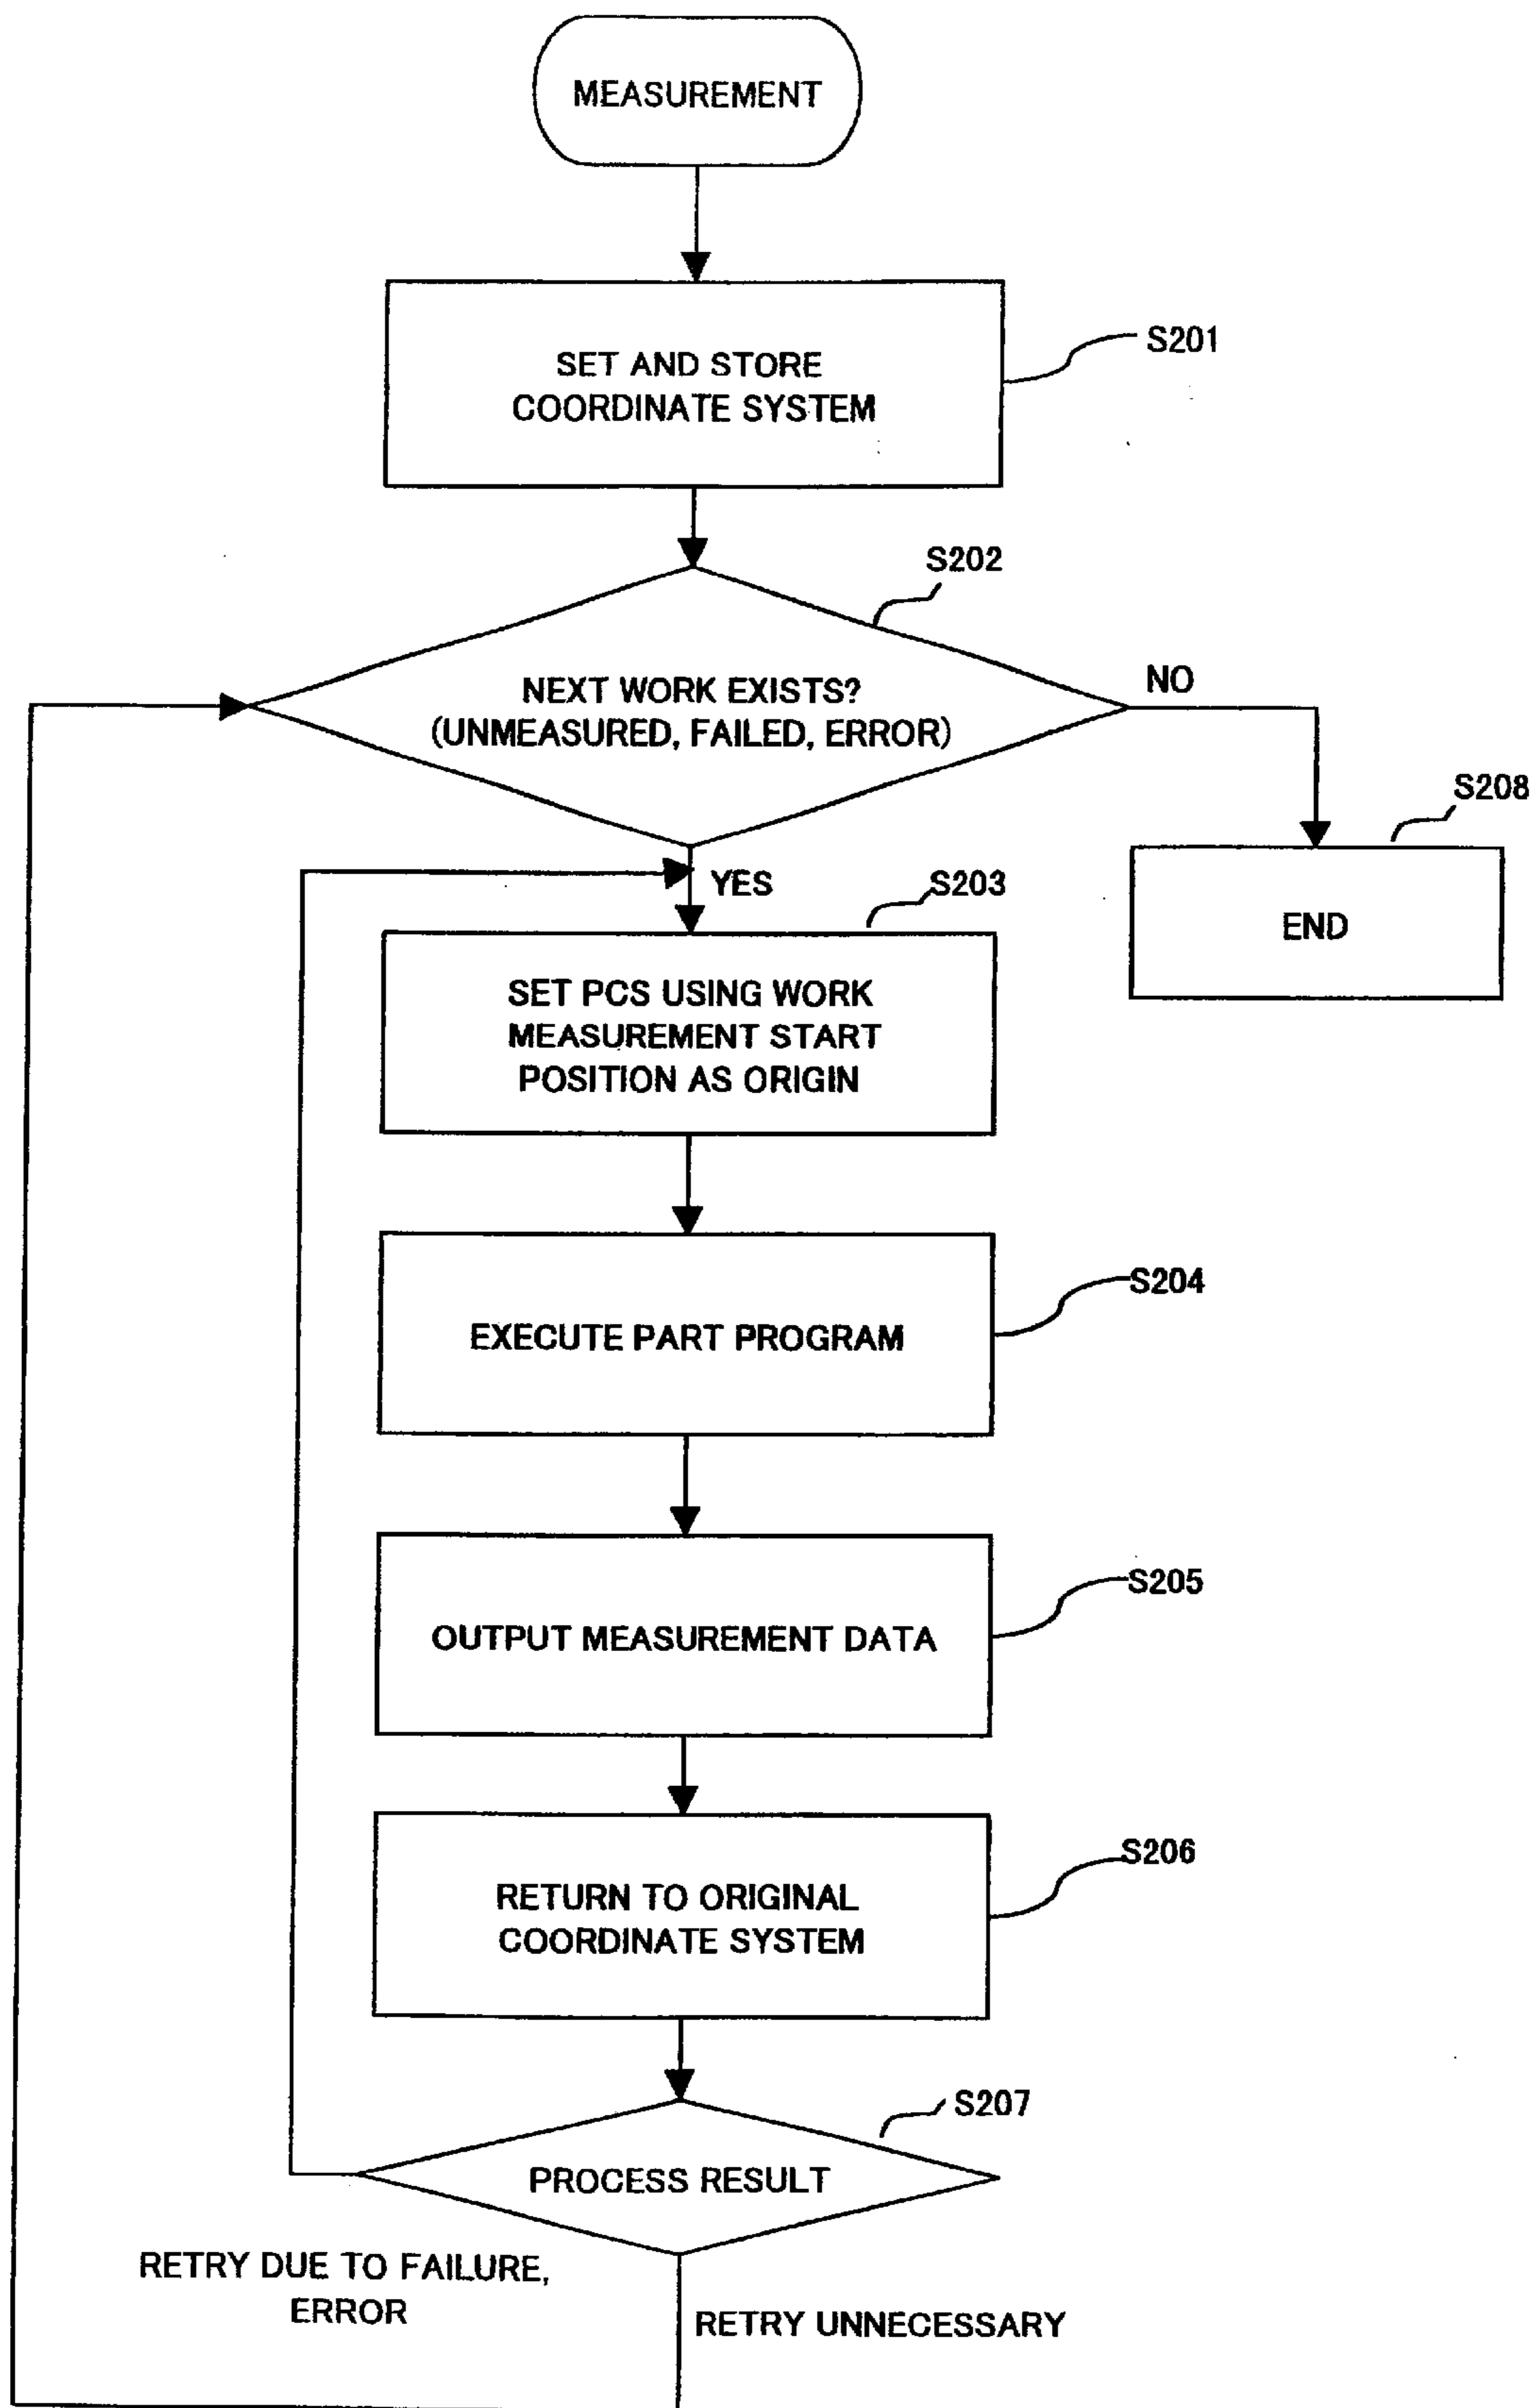 MEASUREMENT
S201
SET AND STORE
COORDINATE SYSTEM
S202
NEXT WORK EXISTS?
(UNMEASURED, FAILED, ERROR)
NO
S208
END
YES
S203
SET PCS USING WORK
MEASUREMENT START
POSITION AS ORIGIN
S204
EXECUTE PART PROGRAM
S205
OUTPUT MEASUREMENT DATA
S206
RETURN TO ORIGINAL
COORDINATE SYSTEM
S207
PROCESS RESULT
RETRY DUE TO FAILURE,
ERROR
RETRY UNNECESSARY